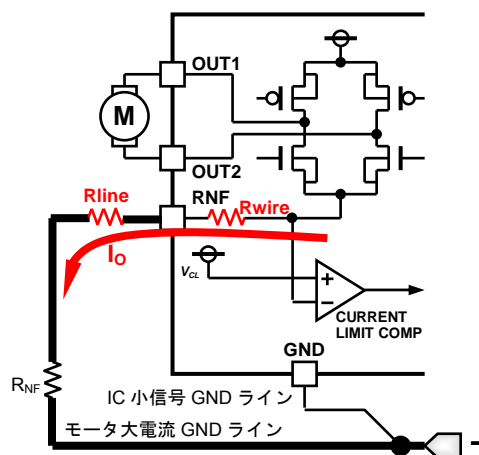 OUT1
M
OUT2
Rline
RNF
Rwire
IO
VCL
+
−
CURRENT
LIMIT COMP
GND
RNF
IC 小信号 GND ライン
モータ大電流 GND ライン